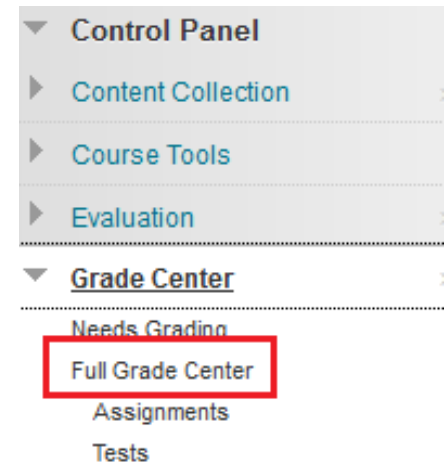 Control Panel
Content Collection
Course Tools
Evaluation
Grade Center
Needs Grading
Full Grade Center
Assignments
Tests